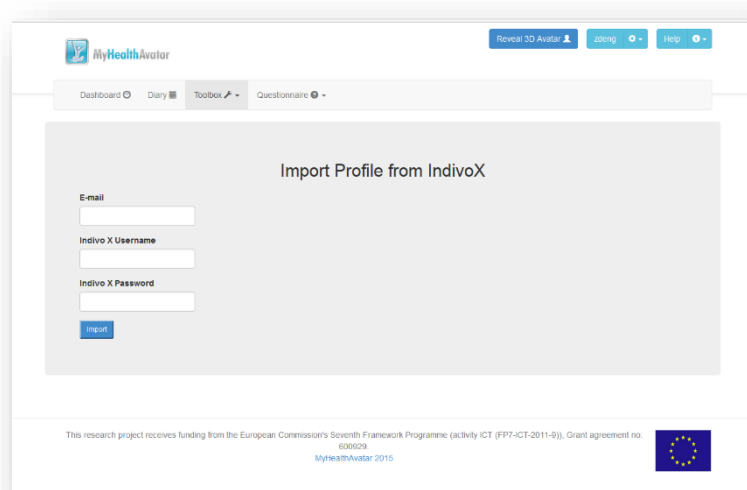 MyHealthAvatar
Reveal 3D Avatar
zdeng
Help
Dashboard
Diary
Toolbox
Questionnaire
Import Profile from IndivoX
E-mail
Indivo X Username
Indivo X Password
Import
This research project receives funding from the European Commission's Seventh Framework Programme (activity ICT (FP7-ICT-2011-9)), Grant agreement no:
600929.
MyHealthAvatar 2015